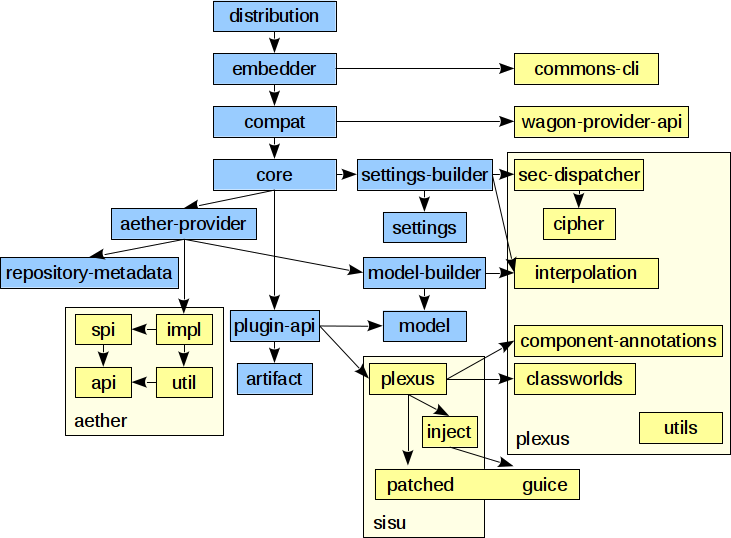 distribution
embedder
commons-cli
compat
wagon-provider-api
core
settings-builder
sec-dispatcher
aether-provider
settings
cipher
repository-metadata
model-builder
interpolation
spi
impl
plugin-api
model
component-annotations
api
util
artifact
plexus
classworlds
aether
inject
utils
plexus
patched guice
sisu